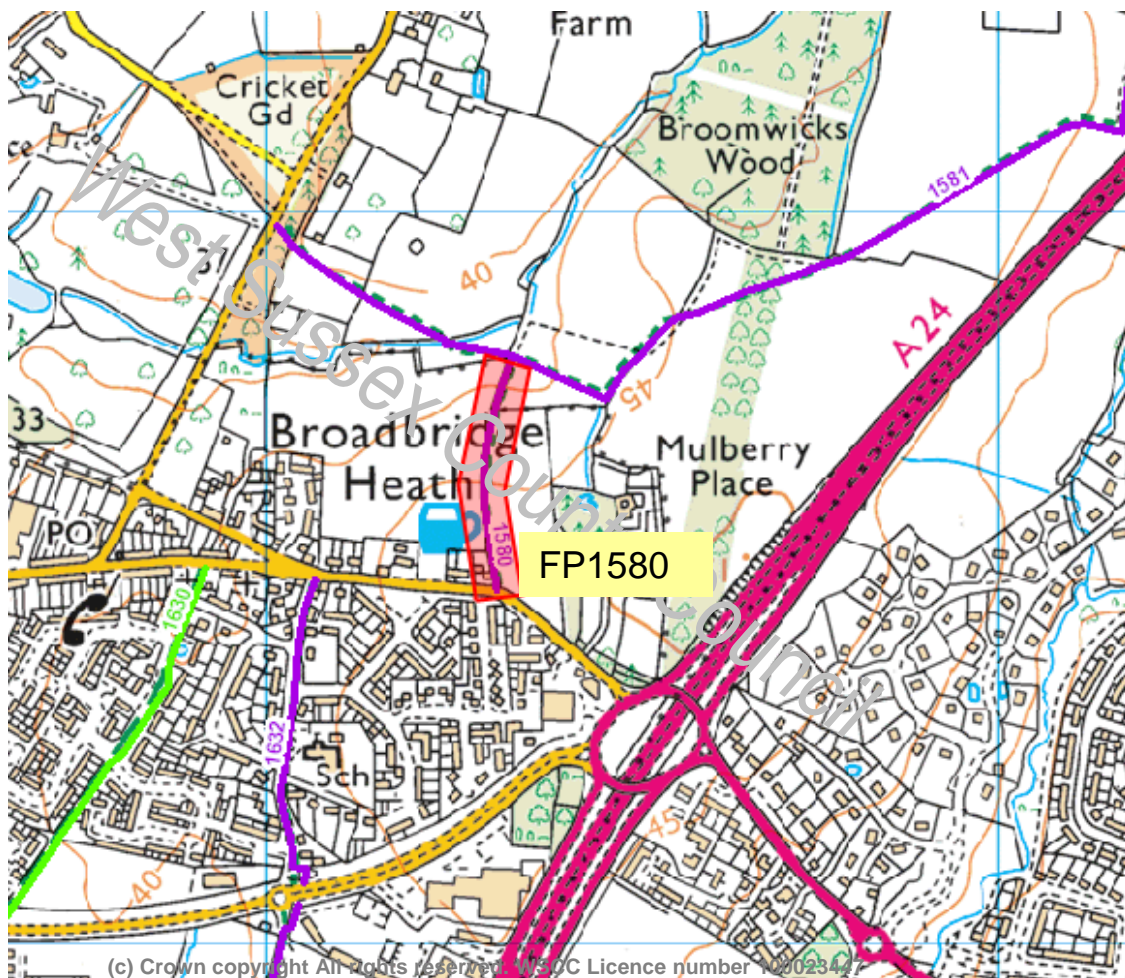 Farm
Cricket
Gd
Broomwicks
Wood
1581
West Sussex County Council
40
A 24
45
33
Broadbridge
Heath
Mulberry
Place
PO
1580
FP1580
1630
1632
Sch
45
40
(c) Crown copyright All rights reserved. WSCC Licence number 100023447